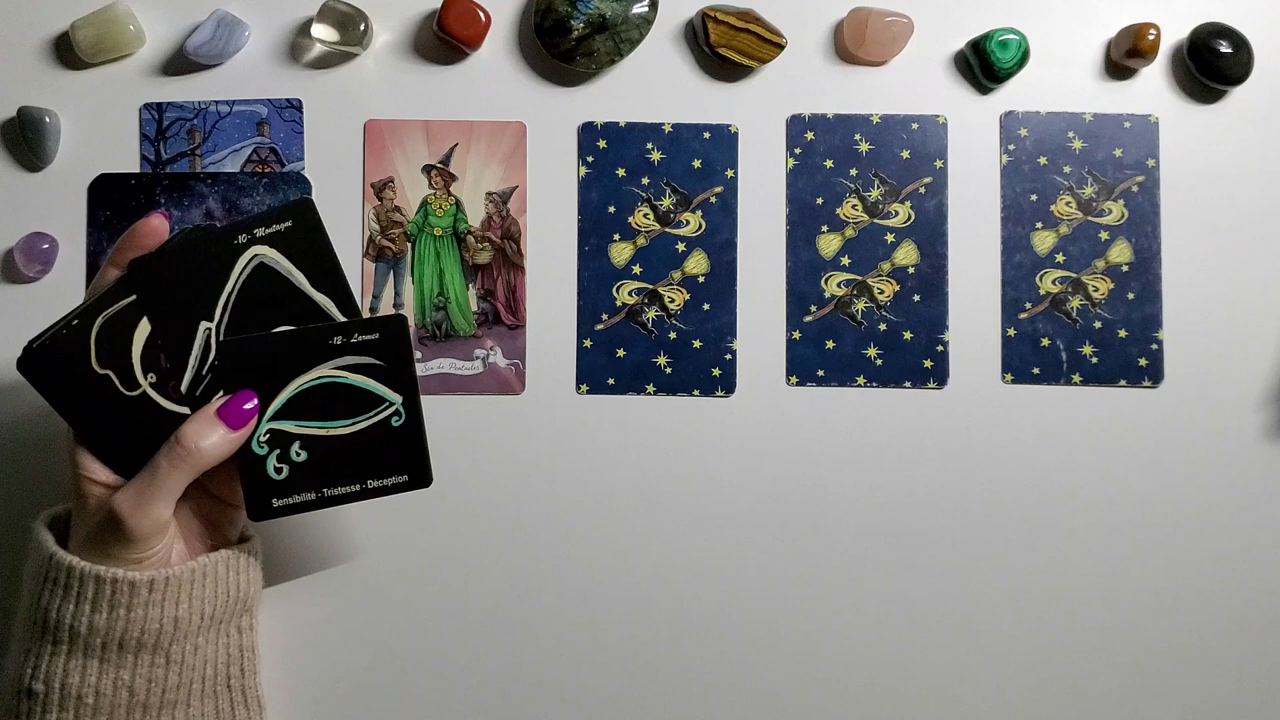 -10- Montagne
-12- Larmes
Sensibilité - Tristesse - Déception
Six de Pentacles